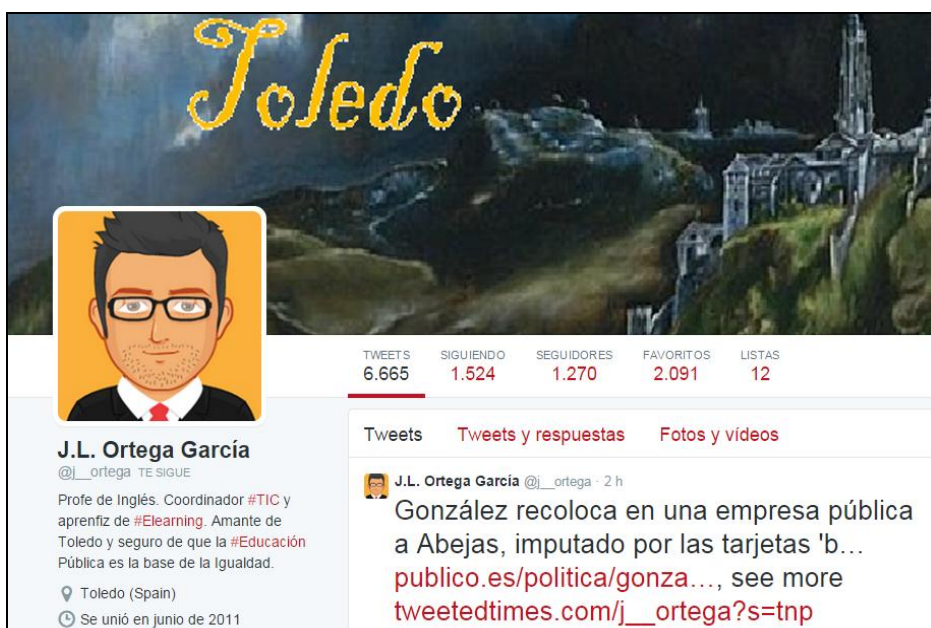 Toledo
TWEETS SIGUIENDO SEGUIDORES FAVORITOS LISTAS
6.665 1.524 1.270 2.091 12
J.L. Ortega García
@j__ortega TE SIGUE
Profe de Inglés. Coordinador #TIC y
aprenfiz de #Elearning. Amante de
Toledo y seguro de que la #Educación
Pública es la base de la Igualdad.
Toledo (Spain)
Se unió en junio de 2011
Tweets Tweets y respuestas Fotos y vídeos
J.L. Ortega García @j__ortega · 2 h
González recoloca en una empresa pública
a Abejas, imputado por las tarjetas 'b...
publico.es/politica/gonza..., see more
tweetedtimes.com/j__ortega?s=tnp